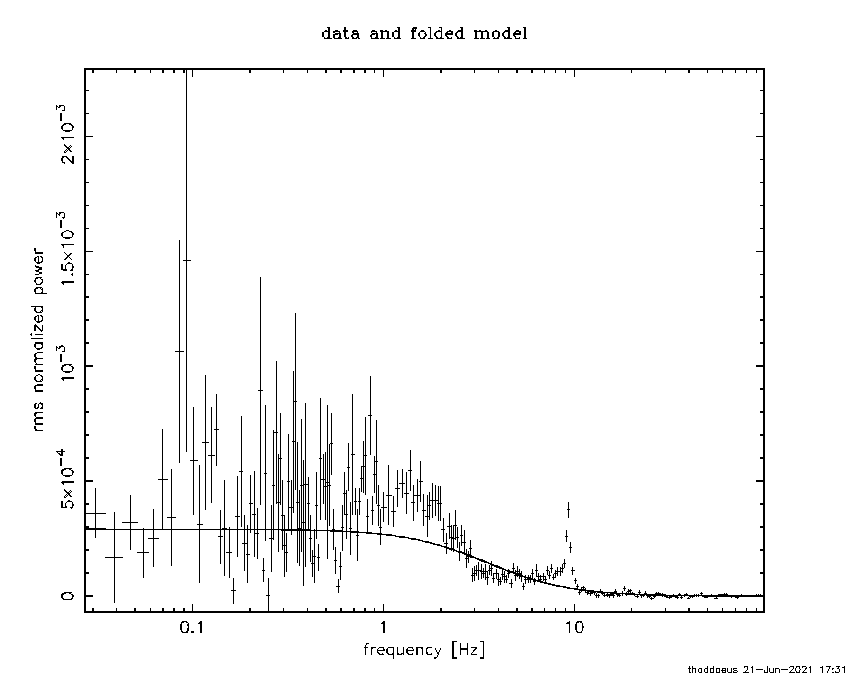 data and folded model
2×10⁻³
1.5×10⁻³
10⁻³
5×10⁻⁴
0
rms normalized power
0.1 1 10
frequency [Hz]
thaddaeus 21-Jun-2021 17:31